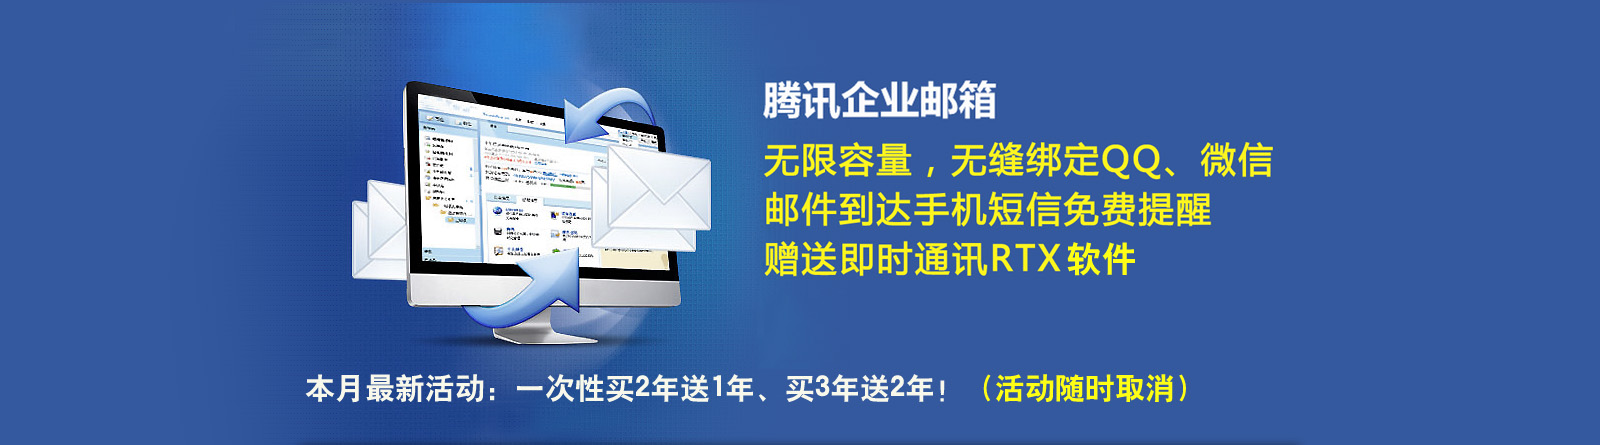 腾讯企业邮箱
无限容量，无缝绑定QQ、微信
邮件到达手机短信免费提醒
赠送即时通讯RTX软件
本月最新活动：一次性买2年送1年、买3年送2年！（活动随时取消）